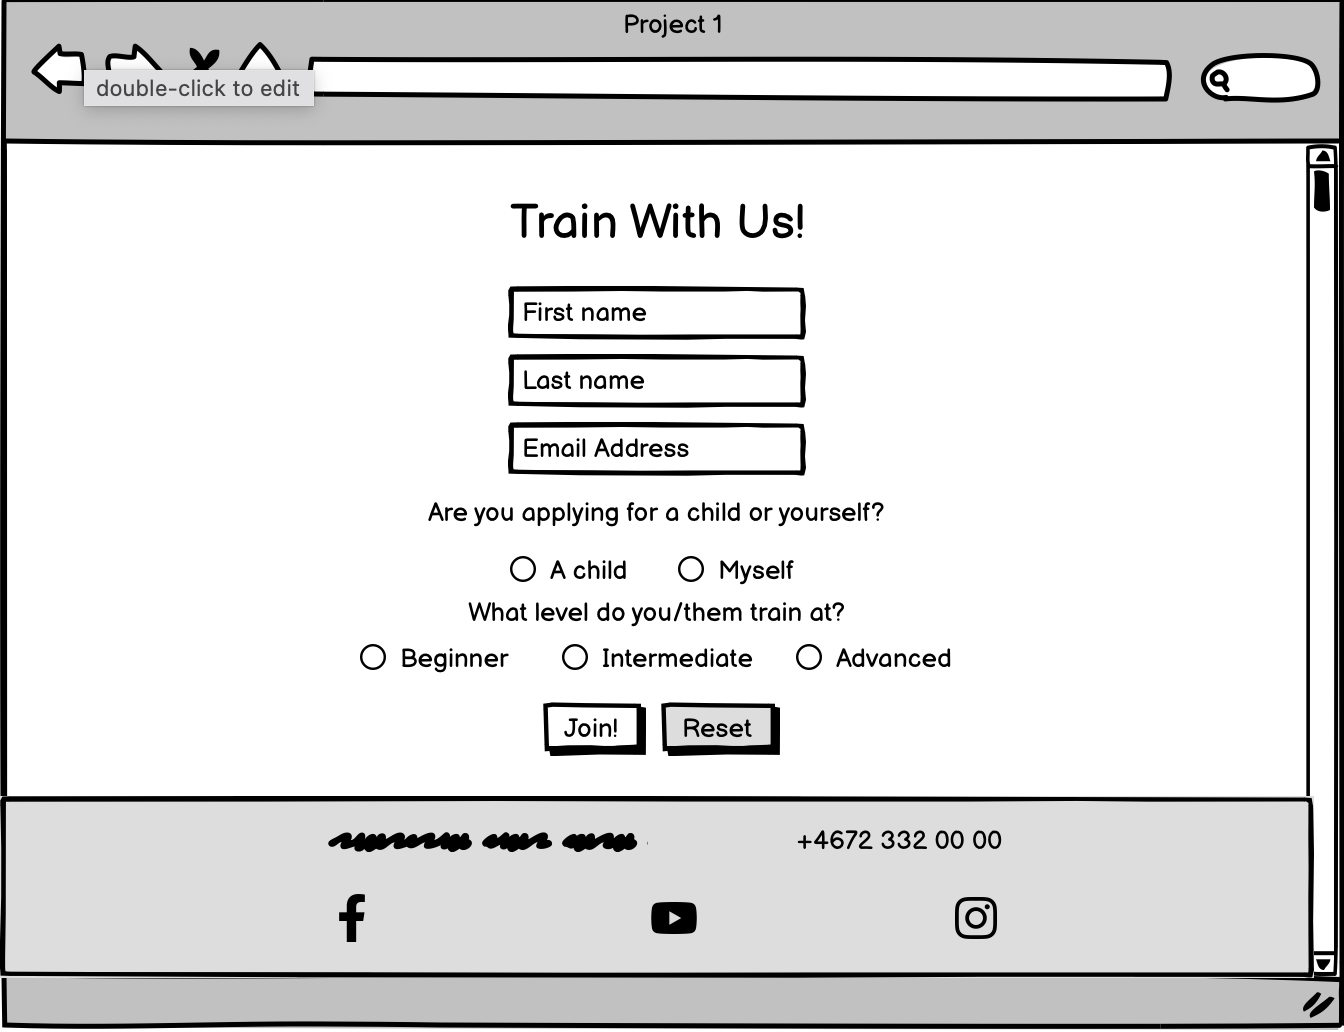 Project 1
double-click to edit
Train With Us!
First name
Last name
Email Address
Are you applying for a child or yourself?
A child Myself
What level do you/them train at?
Beginner Intermediate Advanced
Join! Reset
+4672 332 00 00